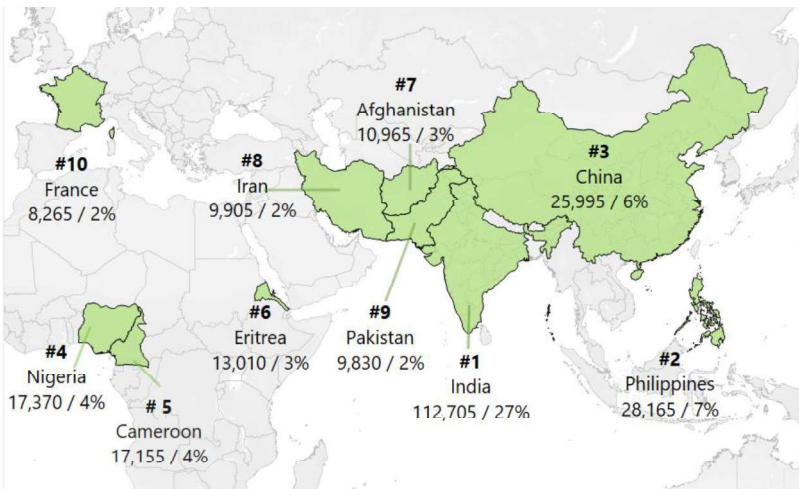 #7
Afghanistan
10,965 / 3%
#3
China
25,995 / 6%
#10
France
8,265 / 2%
#8
Iran
9,905 / 2%
#6
Eritrea
13,010 / 3%
#9
Pakistan
9,830 / 2%
#1
India
112,705 / 27%
#2
Philippines
28,165 / 7%
#4
Nigeria
17,370 / 4%
# 5
Cameroon
17,155 / 4%